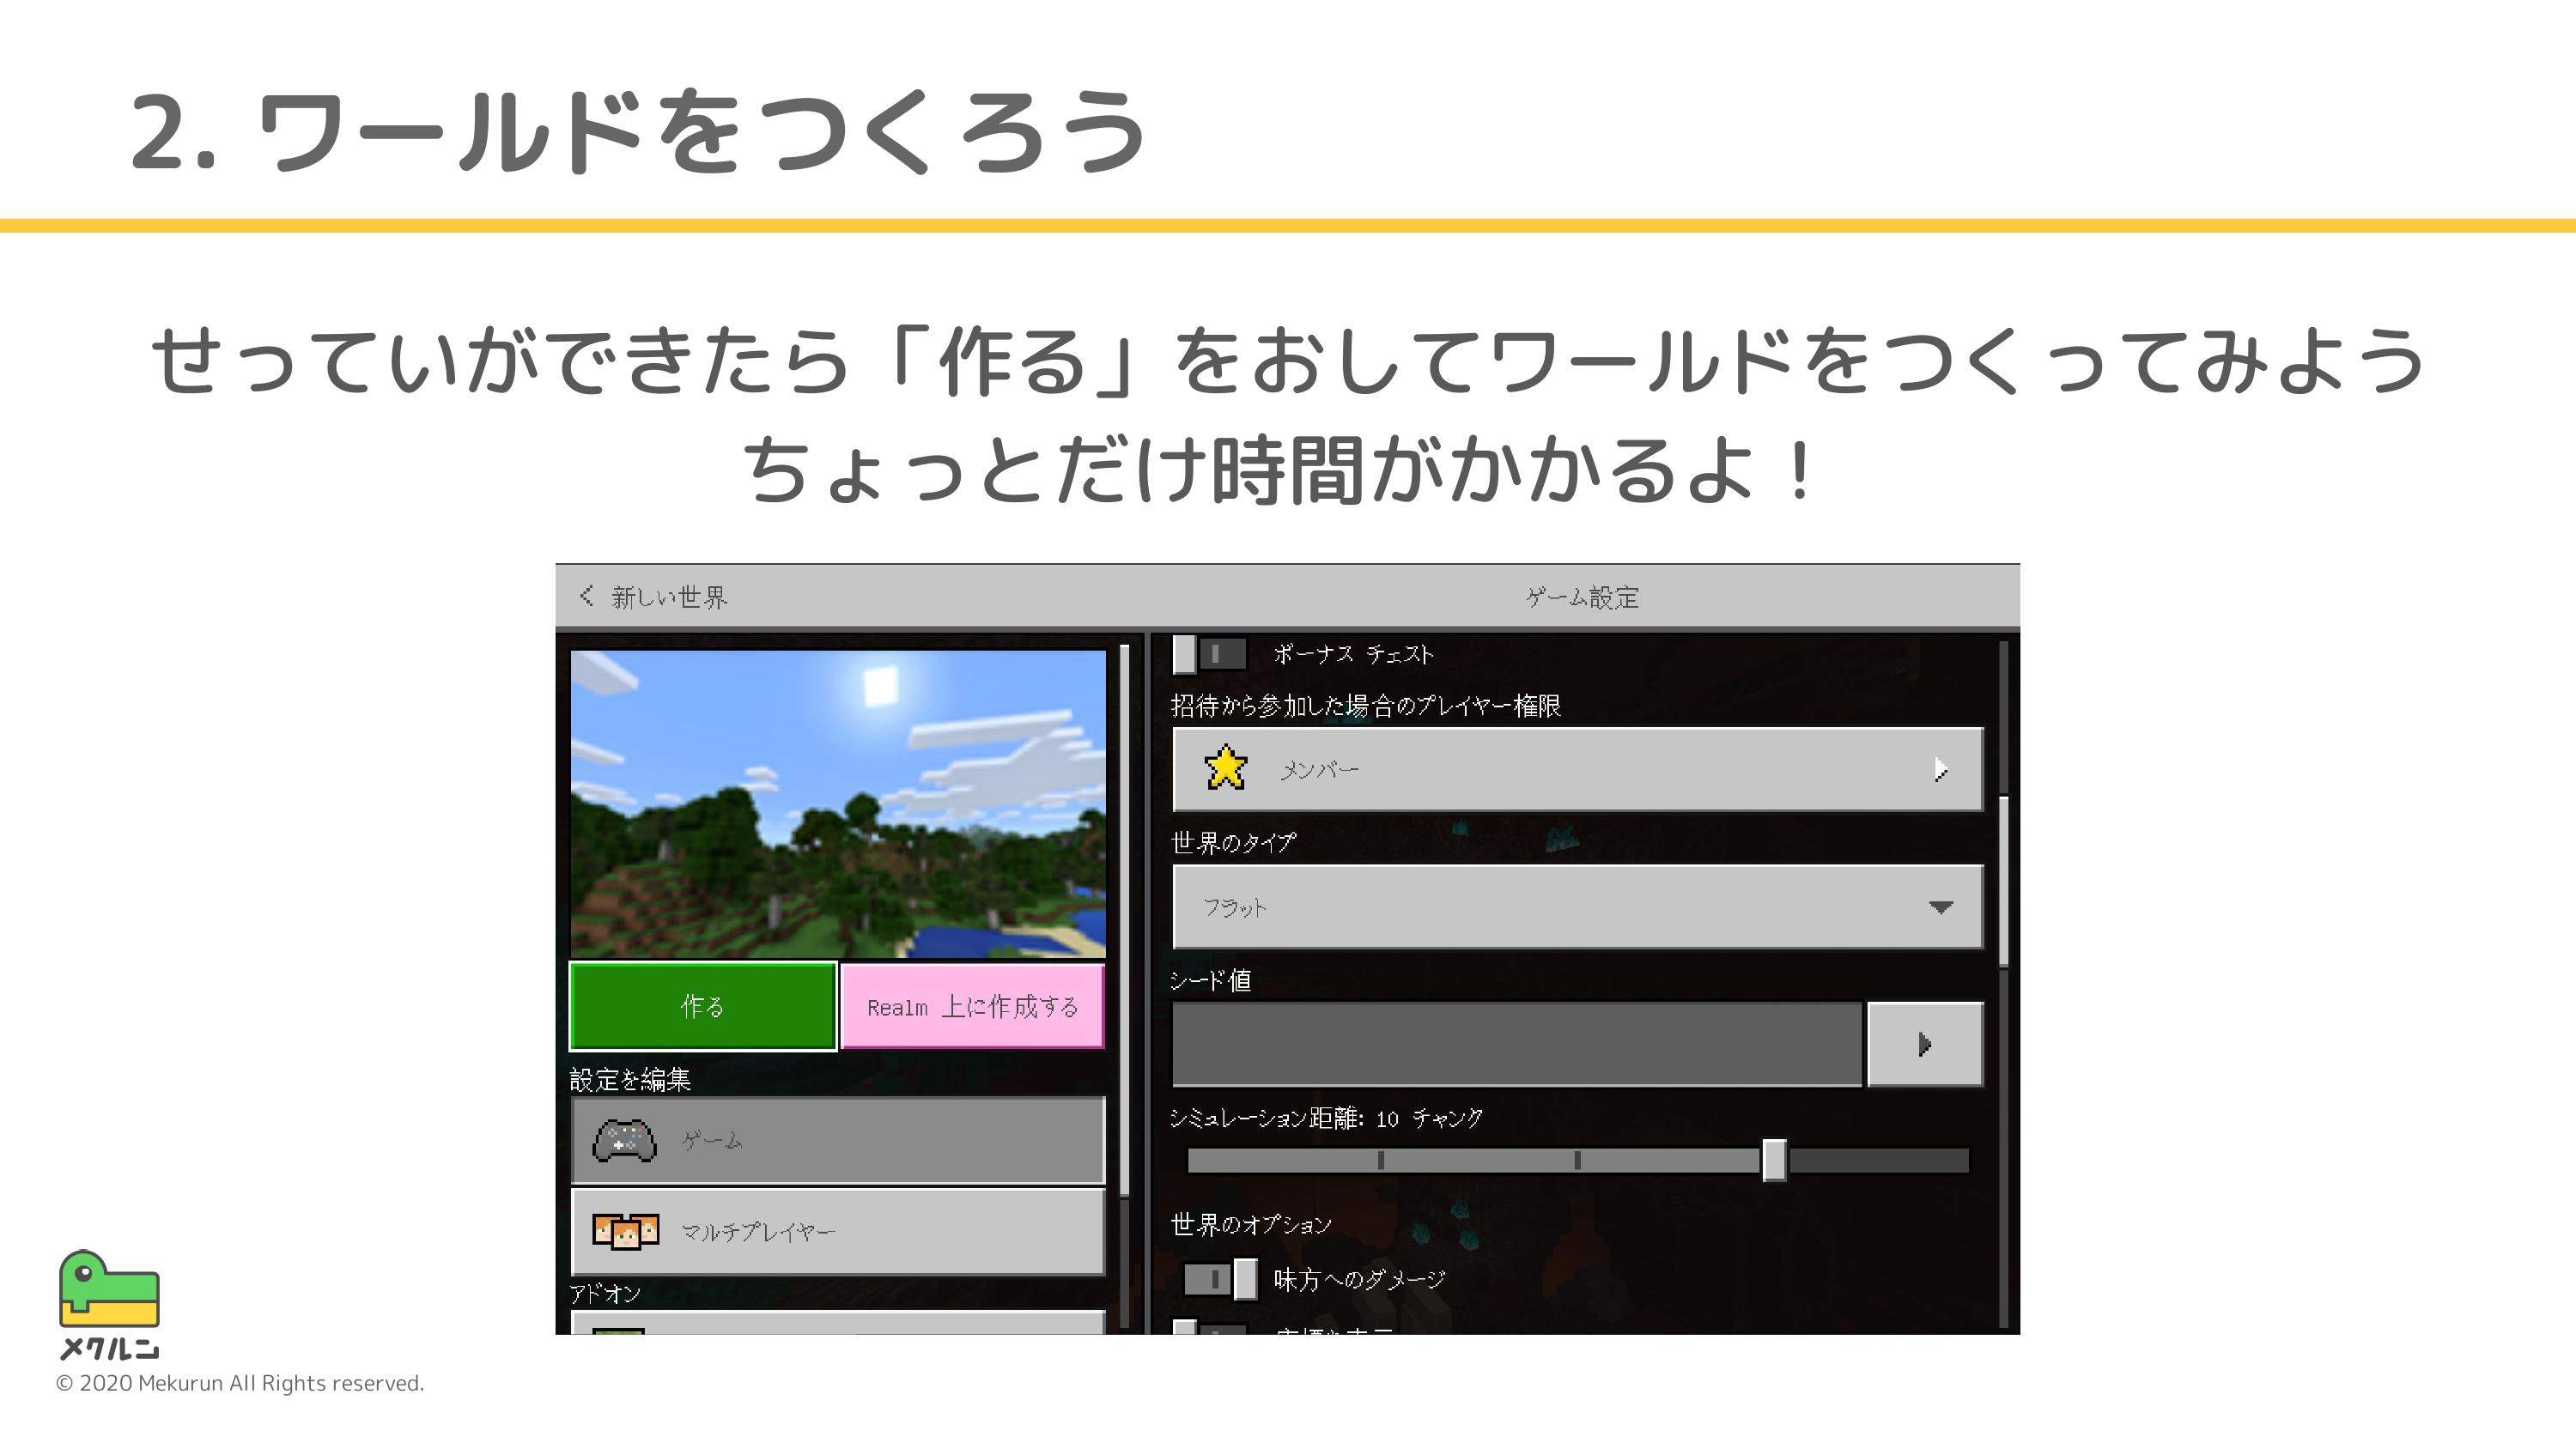 2. ワールドをつくろう
せっていができたら「作る」をおしてワールドをつくってみよう
ちょっとだけ時間がかかるよ！
新しい世界
ゲーム設定
作る
Realm 上に作成する
設定を編集
ゲーム
マルチプレイヤー
アドオン
ボーナス チェスト
招待から参加した場合のプレイヤー権限
メンバー
世界のタイプ
フラット
シード値
シミュレーション距離: 10 チャンク
世界のオプション
味方へのダメージ
メクルン
© 2020 Mekurun All Rights reserved.